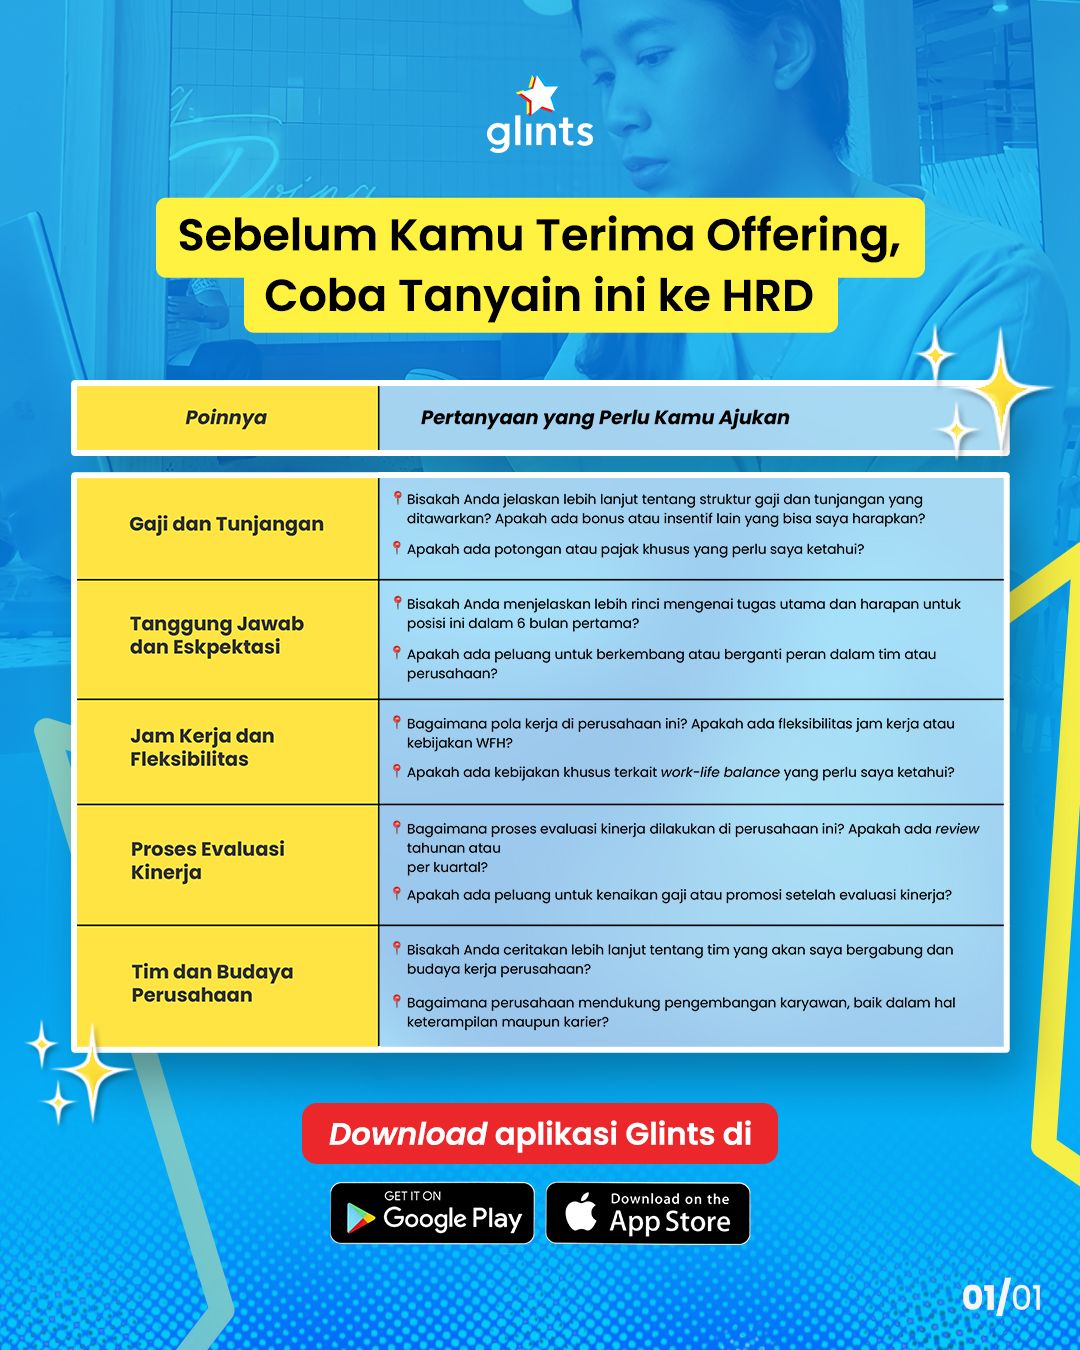 glints
Doing
Sebelum Kamu Terima Offering,
Coba Tanyain ini ke HRD
Poinnya
Pertanyaan yang Perlu Kamu Ajukan
Gaji dan Tunjangan
Bisakah Anda jelaskan lebih lanjut tentang struktur gaji dan tunjangan yang
ditawarkan? Apakah ada bonus atau insentif lain yang bisa saya harapkan?
Apakah ada potongan atau pajak khusus yang perlu saya ketahui?
Tanggung Jawab
dan Eskpektasi
Bisakah Anda menjelaskan lebih rinci mengenai tugas utama dan harapan untuk
posisi ini dalam 6 bulan pertama?
Apakah ada peluang untuk berkembang atau berganti peran dalam tim atau
perusahaan?
Jam Kerja dan
Fleksibilitas
Bagaimana pola kerja di perusahaan ini? Apakah ada fleksibilitas jam kerja atau
kebijakan WFH?
Apakah ada kebijakan khusus terkait work-life balance yang perlu saya ketahui?
Proses Evaluasi
Kinerja
Bagaimana proses evaluasi kinerja dilakukan di perusahaan ini? Apakah ada review
tahunan atau
per kuartal?
Apakah ada peluang untuk kenaikan gaji atau promosi setelah evaluasi kinerja?
Tim dan Budaya
Perusahaan
Bisakah Anda ceritakan lebih lanjut tentang tim yang akan saya bergabung dan
budaya kerja perusahaan?
Bagaimana perusahaan mendukung pengembangan karyawan, baik dalam hal
keterampilan maupun karier?
Download aplikasi Glints di
GET IT ON
Google Play
Download on the
App Store
01/01